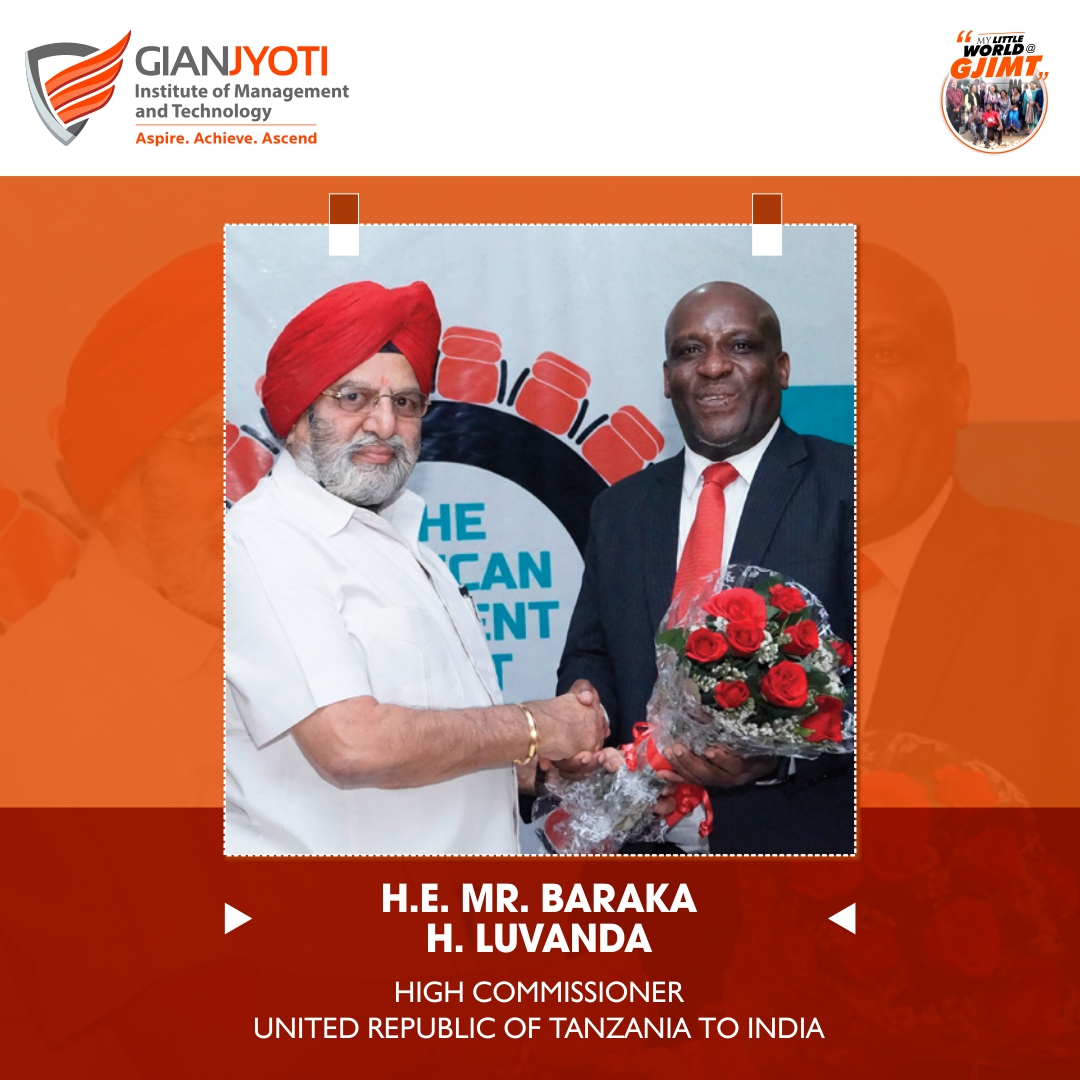 GIANJYOTI
Institute of Management
and Technology
Aspire. Achieve. Ascend
“MY LITTLE
WORLD @
GJIMT”
HE
ICAN
ENT
T
H.E. MR. BARAKA
H. LUVANDA
HIGH COMMISSIONER
UNITED REPUBLIC OF TANZANIA TO INDIA